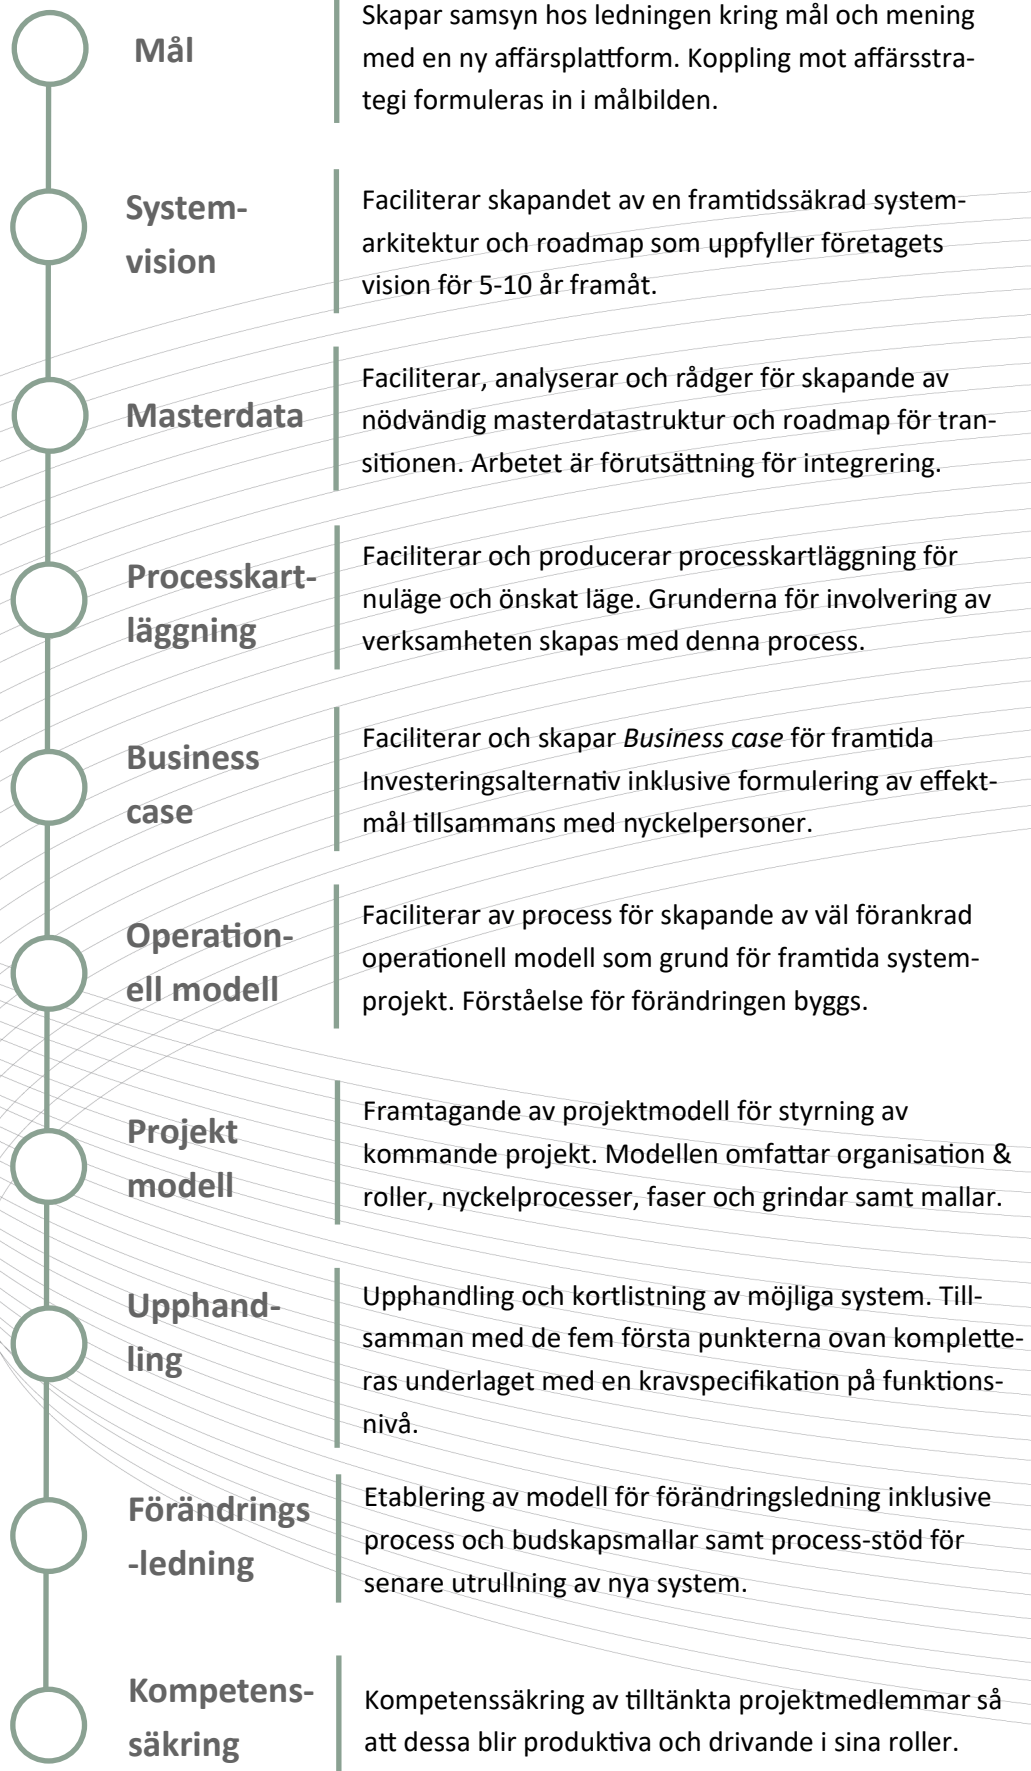 Mål
Skapar samsyn hos ledningen kring mål och mening
med en ny affärsplattform. Koppling mot affärsstra-
tegi formuleras in i målbilden.
System-
vision
Faciliterar skapandet av en framtidssäkrad system-
arkitektur och roadmap som uppfyller företagets
vision för 5-10 år framåt.
Masterdata
Faciliterar, analyserar och rådger för skapande av
nödvändig masterdatastruktur och roadmap för tran-
sitionen. Arbetet är förutsättning för integrering.
Processkart-
läggning
Faciliterar och producerar processkartläggning för
nuläge och önskat läge. Grunderna för involvering av
verksamheten skapas med denna process.
Business
case
Faciliterar och skapar Business case för framtida
Investeringsalternativ inklusive formulering av effekt-
mål tillsammans med nyckelpersoner.
Operation-
ell modell
Faciliterar av process för skapande av väl förankrad
operationell modell som grund för framtida system-
projekt. Förståelse för förändringen byggs.
Projekt
modell
Framtagande av projektmodell för styrning av
kommande projekt. Modellen omfattar organisation &
roller, nyckelprocesser, faser och grindar samt mallar.
Upphand-
ling
Upphandling och kortlistning av möjliga system. Till-
samman med de fem första punkterna ovan komplette-
ras underlaget med en kravspecifikation på funktions-
nivå.
Förändrings
-ledning
Etablering av modell för förändringsledning inklusive
process och budskapsmallar samt process-stöd för
senare utrullning av nya system.
Kompetens-
säkring
Kompetenssäkring av tilltänkta projektmedlemmar så
att dessa blir produktiva och drivande i sina roller.